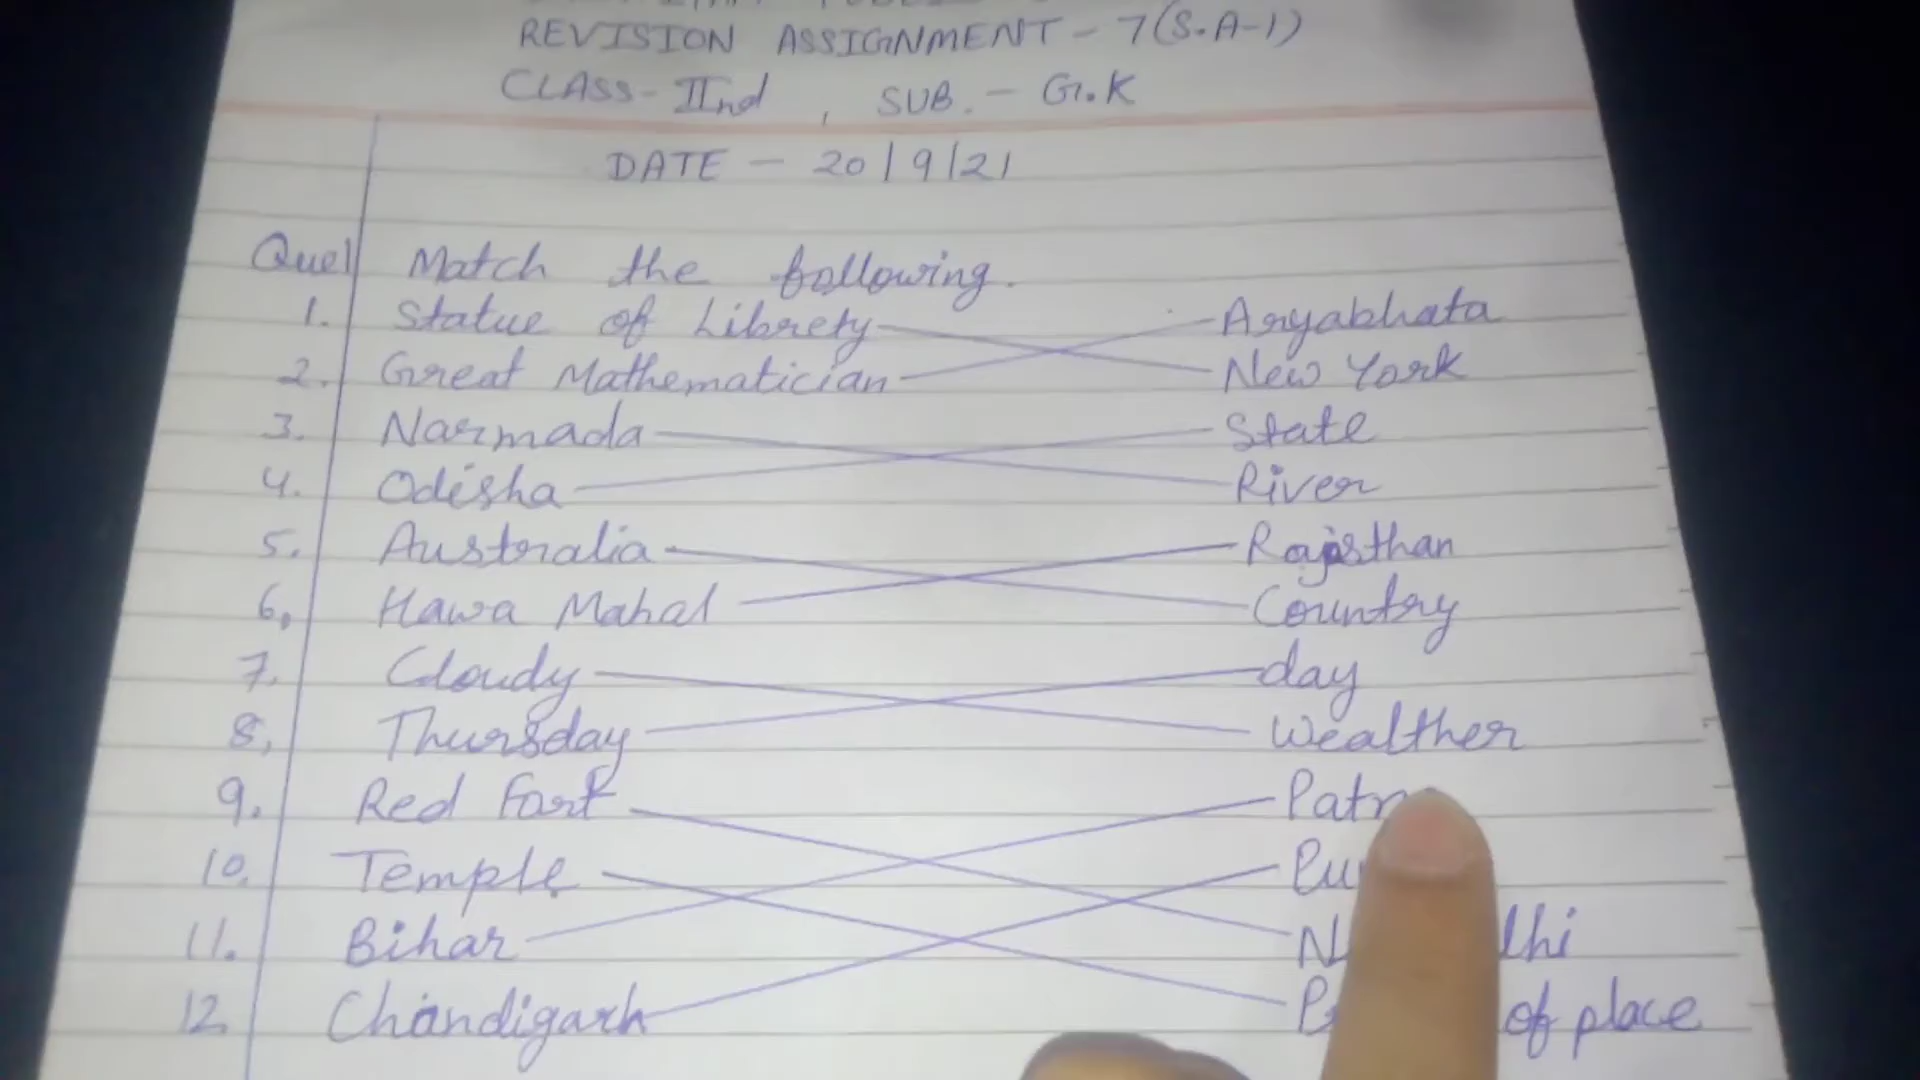 REVISION ASSIGNMENT - 7(S.A-1)
CLASS-IInd , SUB. - G.K
DATE - 20/9/21
Que1 Match the following.
1. Statue of Librety Aryabhata
2. Great Mathematician New York
3. Narmada State
4. Odisha River
5. Australia Rajasthan
6. Hawa Mahal Country
7. Cloudy day
8. Thursday Wealther
9. Red Fort
10. Temple
11. Bihar
12. Chandigarh of place